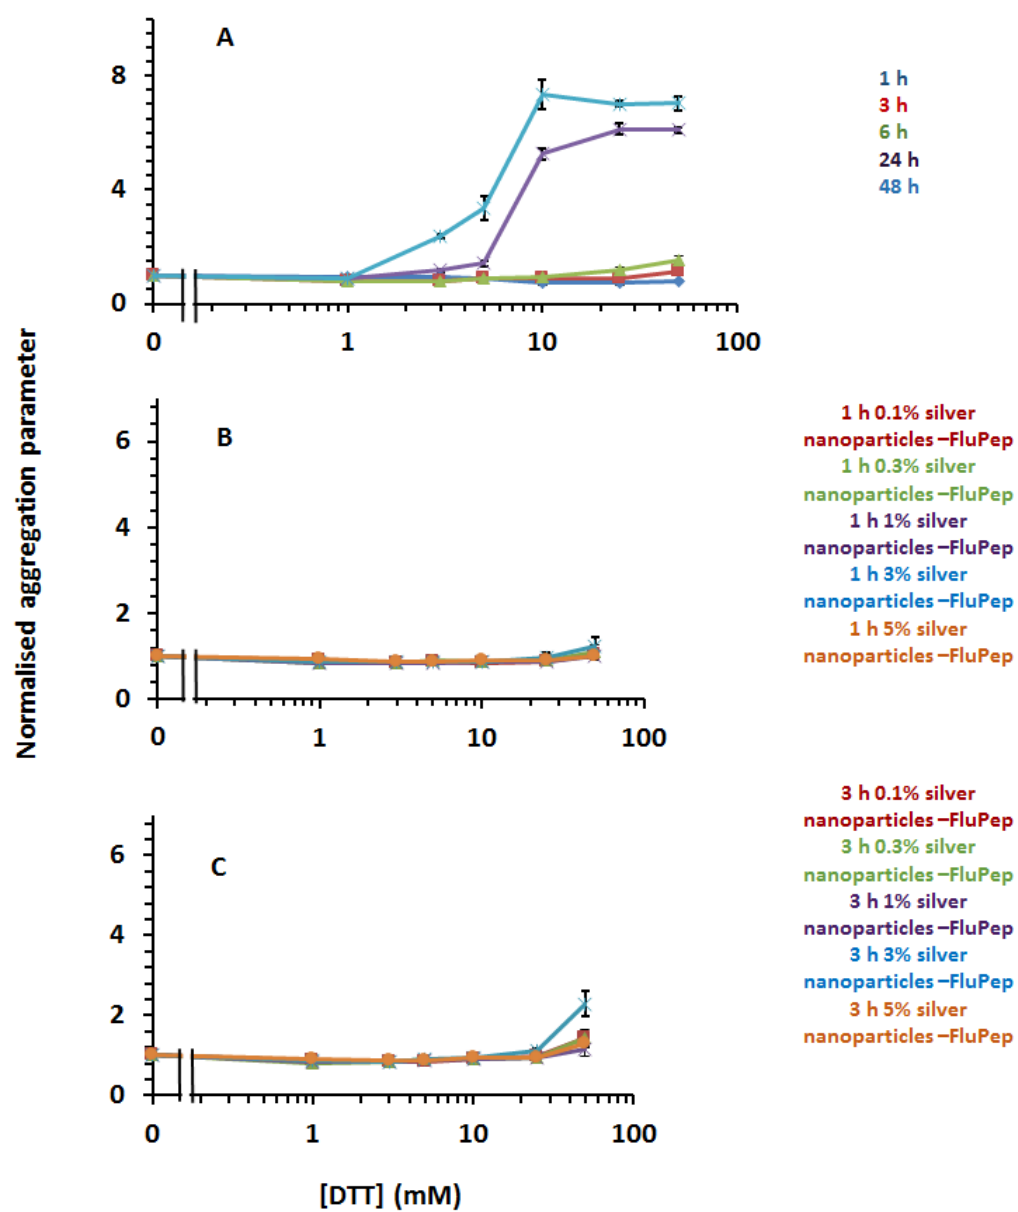 A
8
4
0
0
1
10
100
1 h
3 h
6 h
24 h
48 h
Normalised aggregation parameter
B
6
4
2
0
0
1
10
100
1 h 0.1% silver
nanoparticles –FluPep
1 h 0.3% silver
nanoparticles –FluPep
1 h 1% silver
nanoparticles –FluPep
1 h 3% silver
nanoparticles –FluPep
1 h 5% silver
nanoparticles –FluPep
C
6
4
2
0
0
1
10
100
3 h 0.1% silver
nanoparticles –FluPep
3 h 0.3% silver
nanoparticles –FluPep
3 h 1% silver
nanoparticles –FluPep
3 h 3% silver
nanoparticles –FluPep
3 h 5% silver
nanoparticles –FluPep
[DTT] (mM)